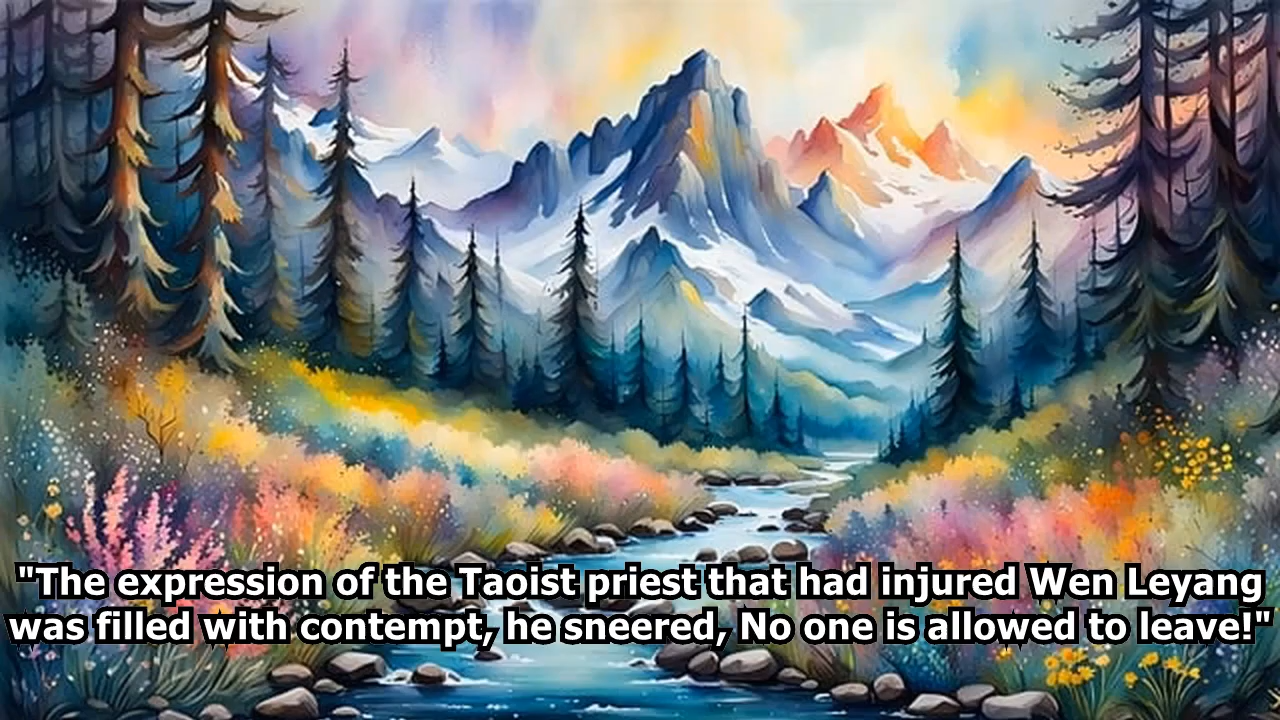 "The expression of the Taoist priest that had injured Wen Leyang
was filled with contempt, he sneered, No one is allowed to leave!"